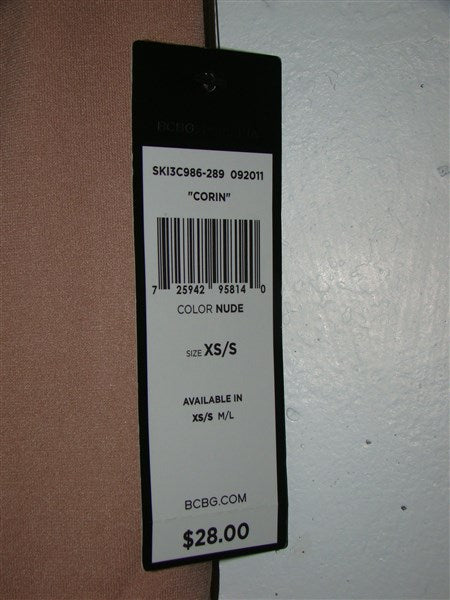 BCBG
SKI3C986-289 092011
"CORIN"
7 25942 95814 0
COLOR NUDE
SIZE XS/S
AVAILABLE IN
XS/S M/L
BCBG.COM
$28.00